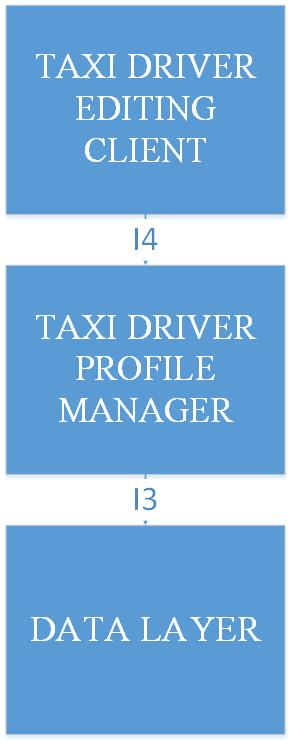 TAXI DRIVER
EDITING
CLIENT
I4
TAXI DRIVER
PROFILE
MANAGER
I3
DATA LAYER